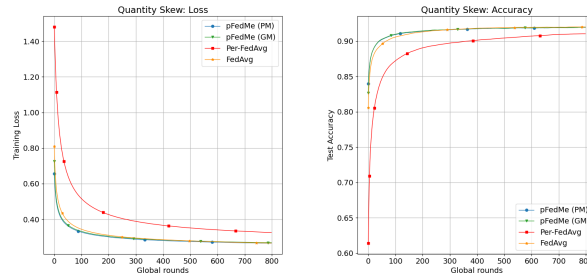 Quantity Skew: Loss
1.40
1.20
1.00
0.80
0.60
0.40
Training Loss
0
100
200
300
400
500
600
700
800
Global rounds
pFedMe (PM)
pFedMe (GM)
Per-FedAvg
FedAvg
Quantity Skew: Accuracy
0.90
0.85
0.80
0.75
0.70
0.65
0.60
Test Accuracy
0
100
200
300
400
500
600
700
800
Global rounds
pFedMe (PM)
pFedMe (GM)
Per-FedAvg
FedAvg